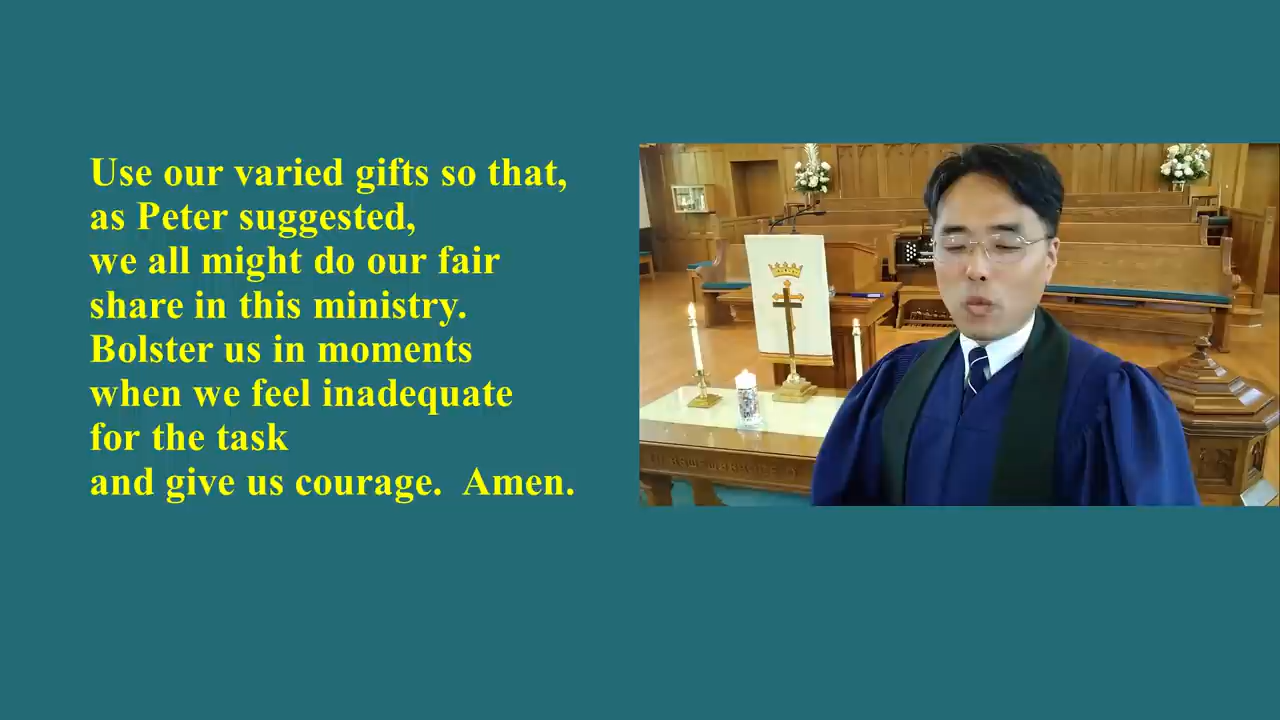 Use our varied gifts so that,
as Peter suggested,
we all might do our fair
share in this ministry.
Bolster us in moments
when we feel inadequate
for the task
and give us courage.  Amen.